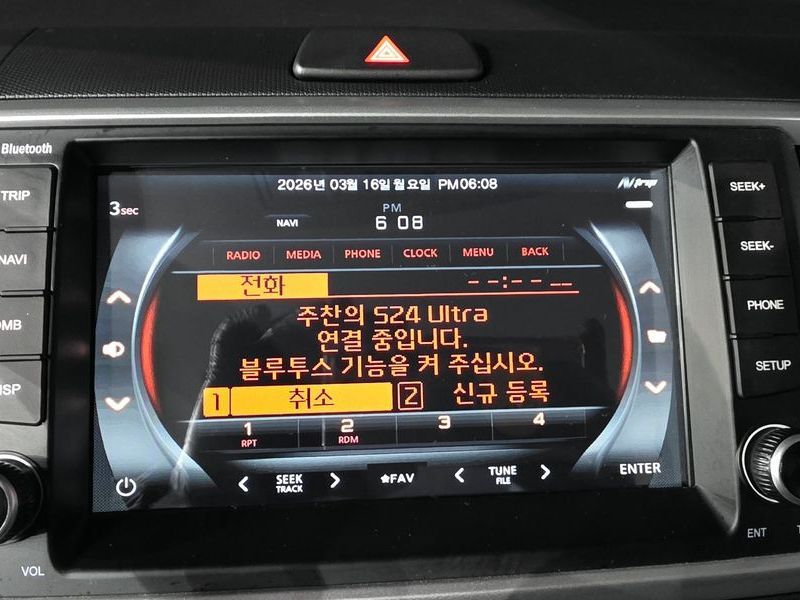 Bluetooth
TRIP
NAVI
DMB
DISP
VOL
2026년 03월 16일 월요일 PM 06:08
3sec
NAVI
PM
6 08
RADIO MEDIA PHONE CLOCK MENU BACK
전화
--:-- --
주찬의 S24 Ultra
연결 중입니다.
블루투스 기능을 켜 주십시오.
1 취소 2 신규 등록
1 2 3 4
RPT RDM
SEEK TRACK
FAV
TUNE FILE
ENTER
SEEK+
SEEK-
PHONE
SETUP
ENT